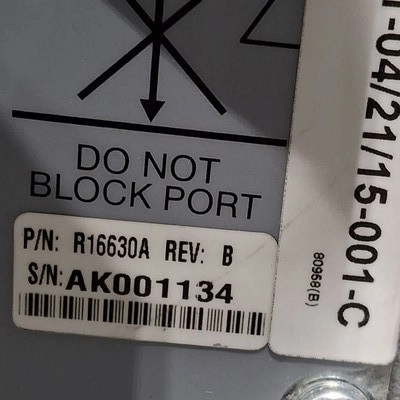 DO NOT
BLOCK PORT
P/N: R16630A REV: B
S/N: AK001134
-04/21/15-001-C
80968(B)